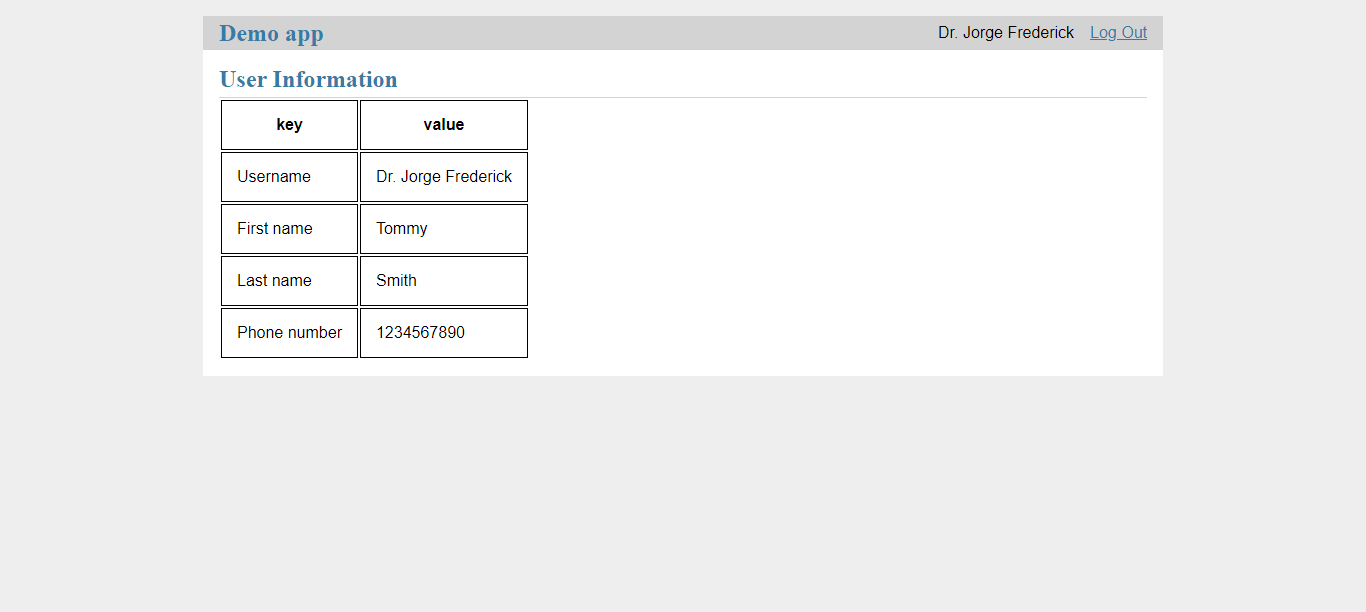 Demo app Dr. Jorge Frederick Log Out
User Information
key value
Username Dr. Jorge Frederick
First name Tommy
Last name Smith
Phone number 1234567890